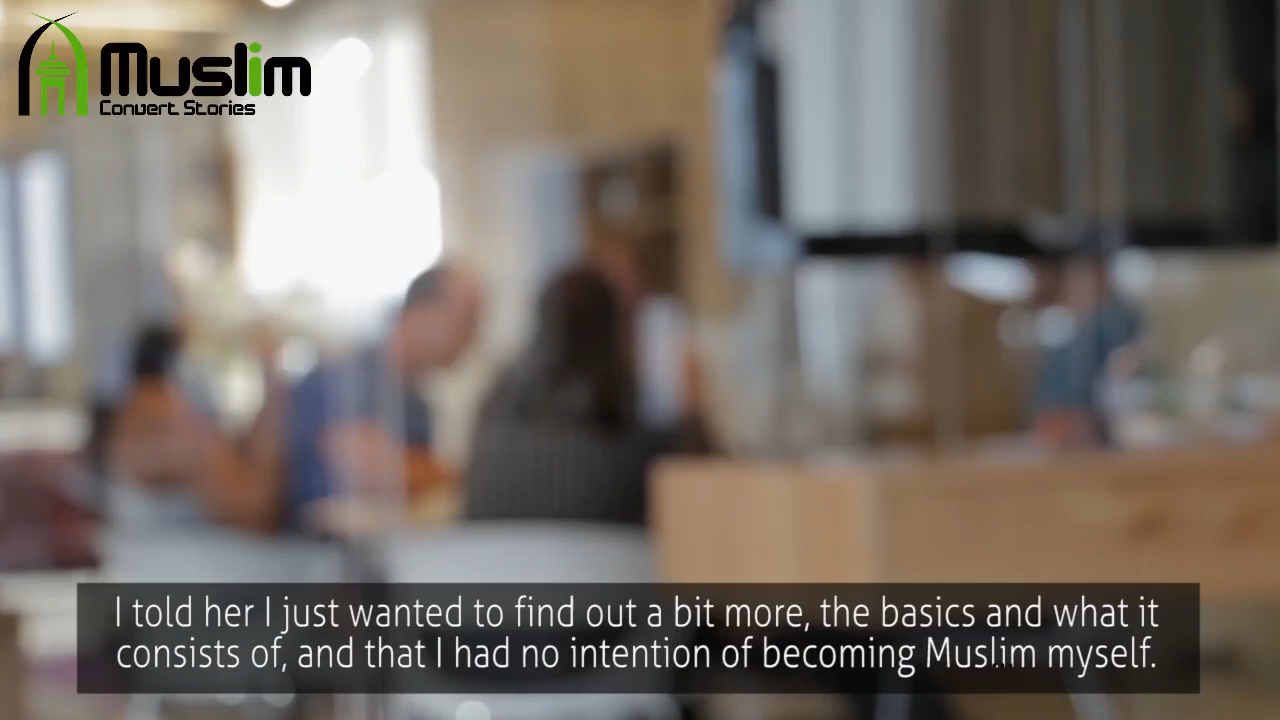 Muslim
Convert Stories
I told her I just wanted to find out a bit more, the basics and what it
consists of, and that I had no intention of becoming Muslim myself.